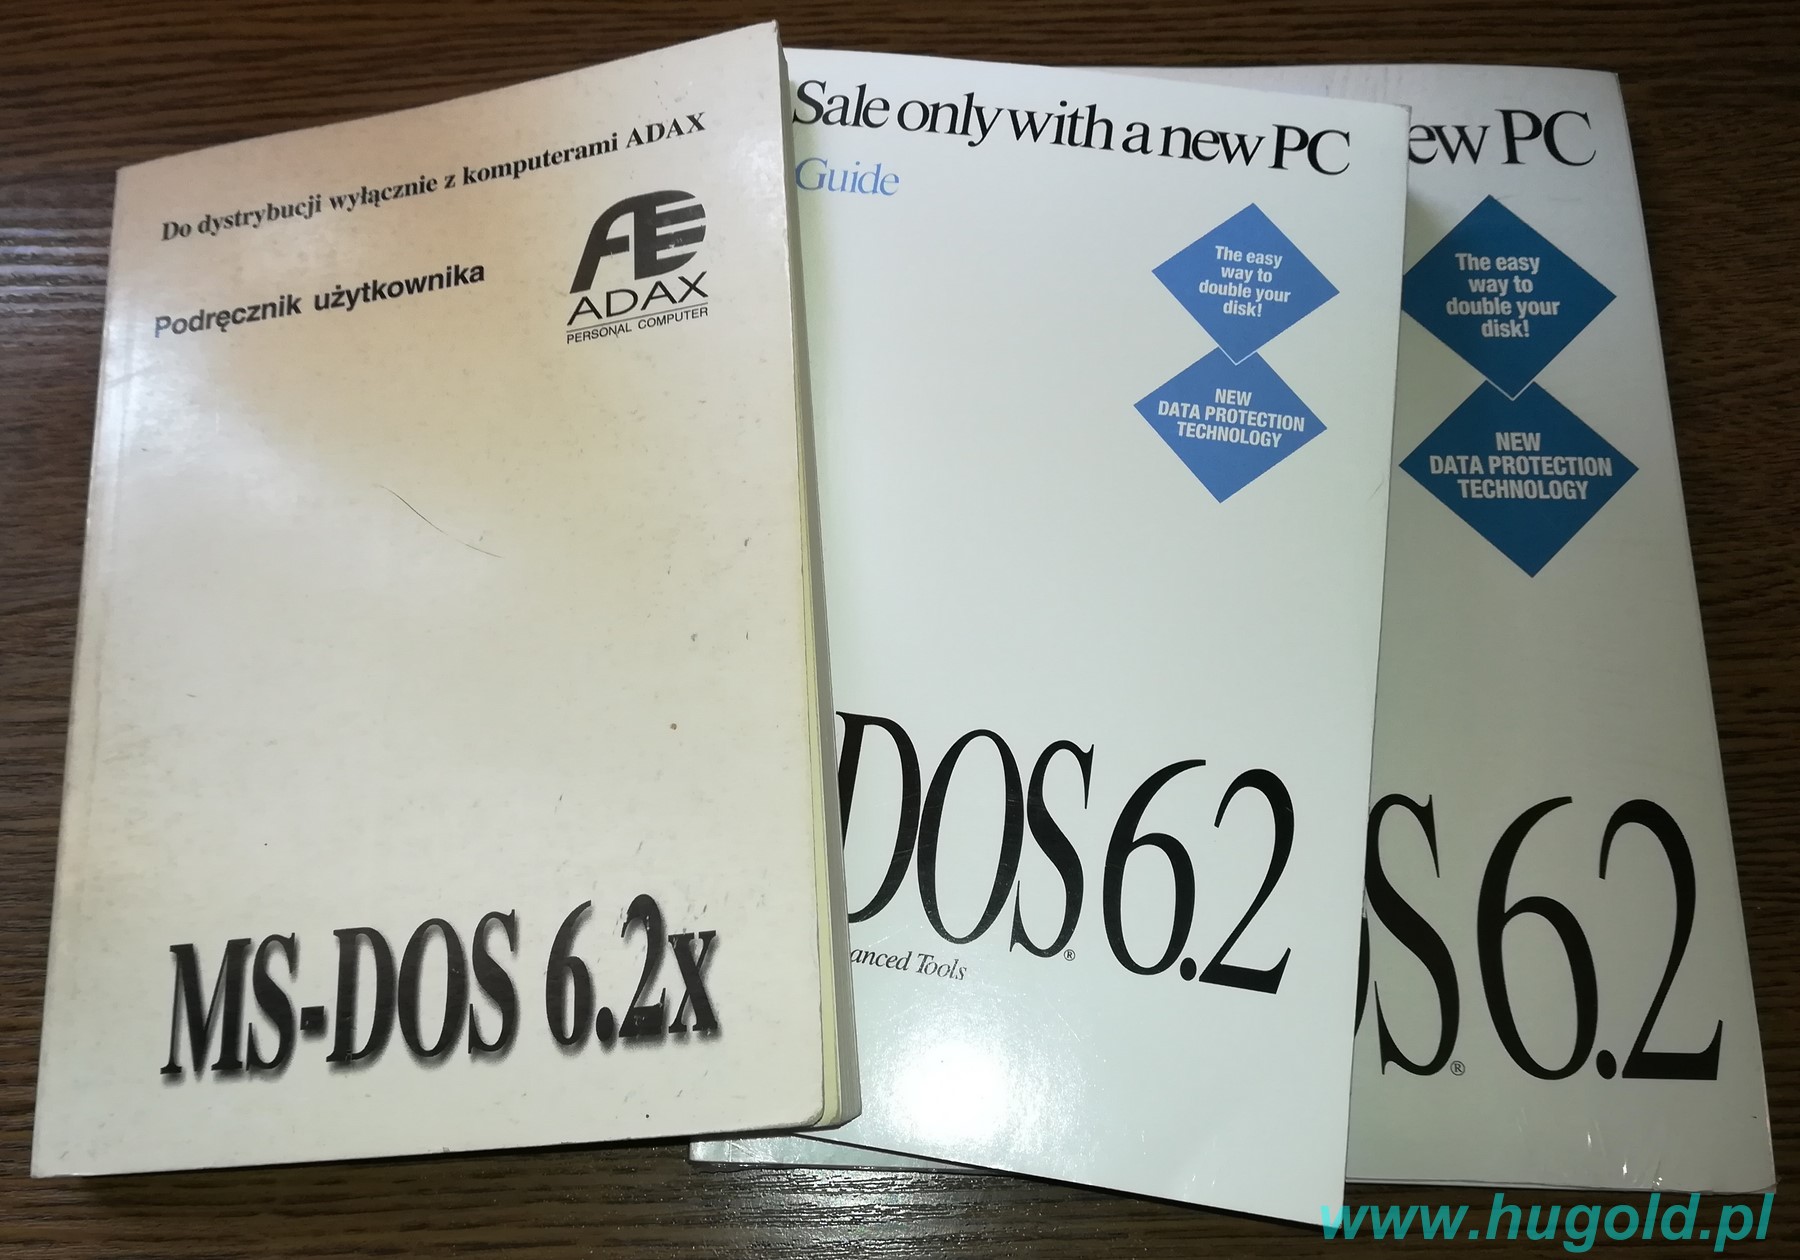 Do dystrybucji wyłącznie z komputerami ADAX
Podręcznik użytkownika
AE
ADAX
PERSONAL COMPUTER
MS-DOS 6.2x
Sale only with a new PC
Guide
The easy
way to
double your
disk!
NEW
DATA PROTECTION
TECHNOLOGY
DOS® 6.2
anced Tools
ew PC
The easy
way to
double your
disk!
NEW
DATA PROTECTION
TECHNOLOGY
OS® 6.2
www.hugold.pl